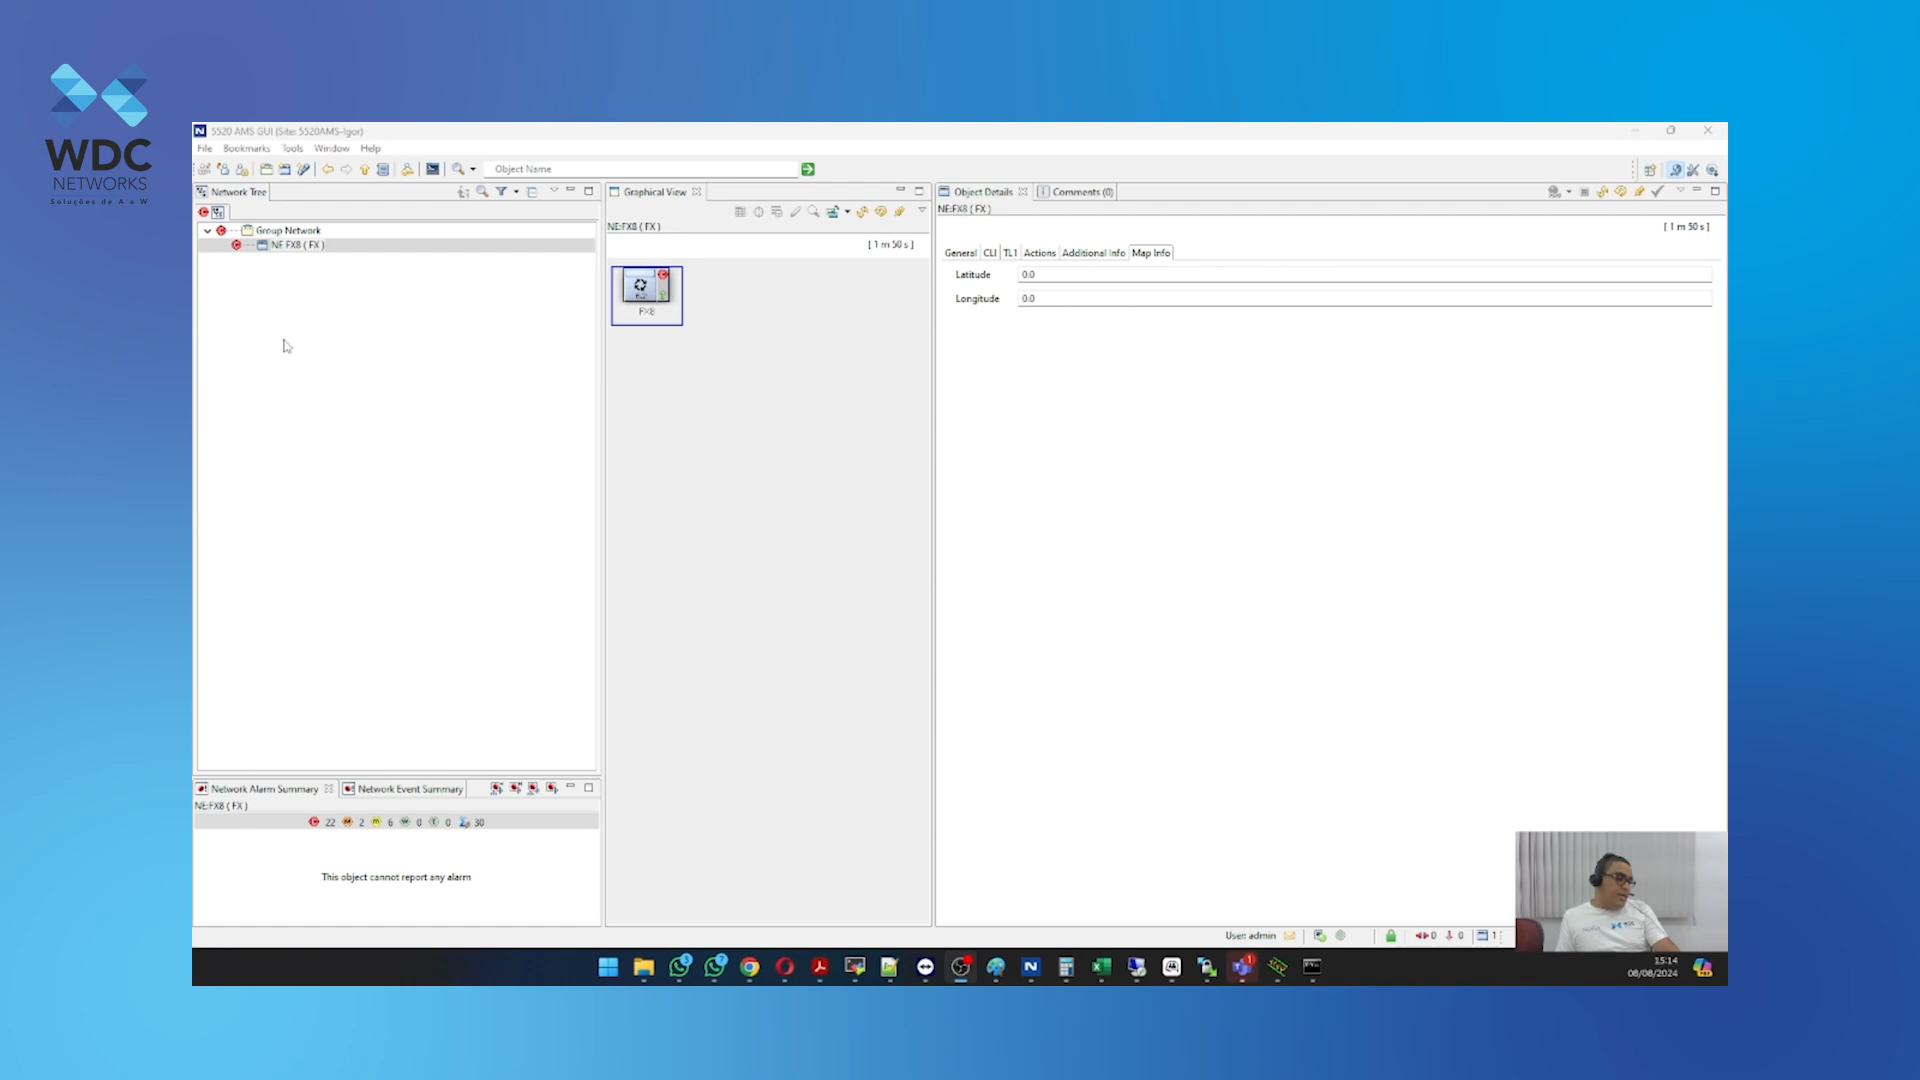 WDC
NETWORKS
Soluções de A a W
5520 AMS GUI (Site: 5520AMS-Igor)
File Bookmarks Tools Window Help
Object Name
Network Tree
Group Network
NE FX8 ( FX )
Graphical View
NE:FX8 ( FX )
[ 1 m 50 s ]
FX8
Object Details Comments (0)
NE:FX8 ( FX )
[ 1 m 50 s ]
General CLI TL1 Actions Additional Info Map Info
Latitude 0.0
Longitude 0.0
Network Alarm Summary Network Event Summary
NE:FX8 ( FX )
22 2 6 0 0 30
This object cannot report any alarm
User: admin 0 0 1
15:14
08/08/2024